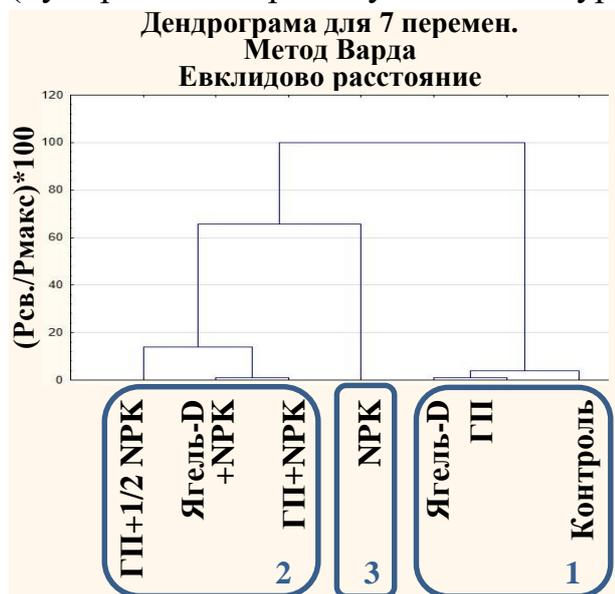 Дендрограма для 7 перемен.
Метод Варда
Евклидово расстояние
(Рсв./Рмакс)*100
120
100
80
60
40
20
0
ГП+1/2 NPK
Ягель-D
+NPK
ГП+NPK
NPK
Ягель-D
ГП
Контроль
2
3
1